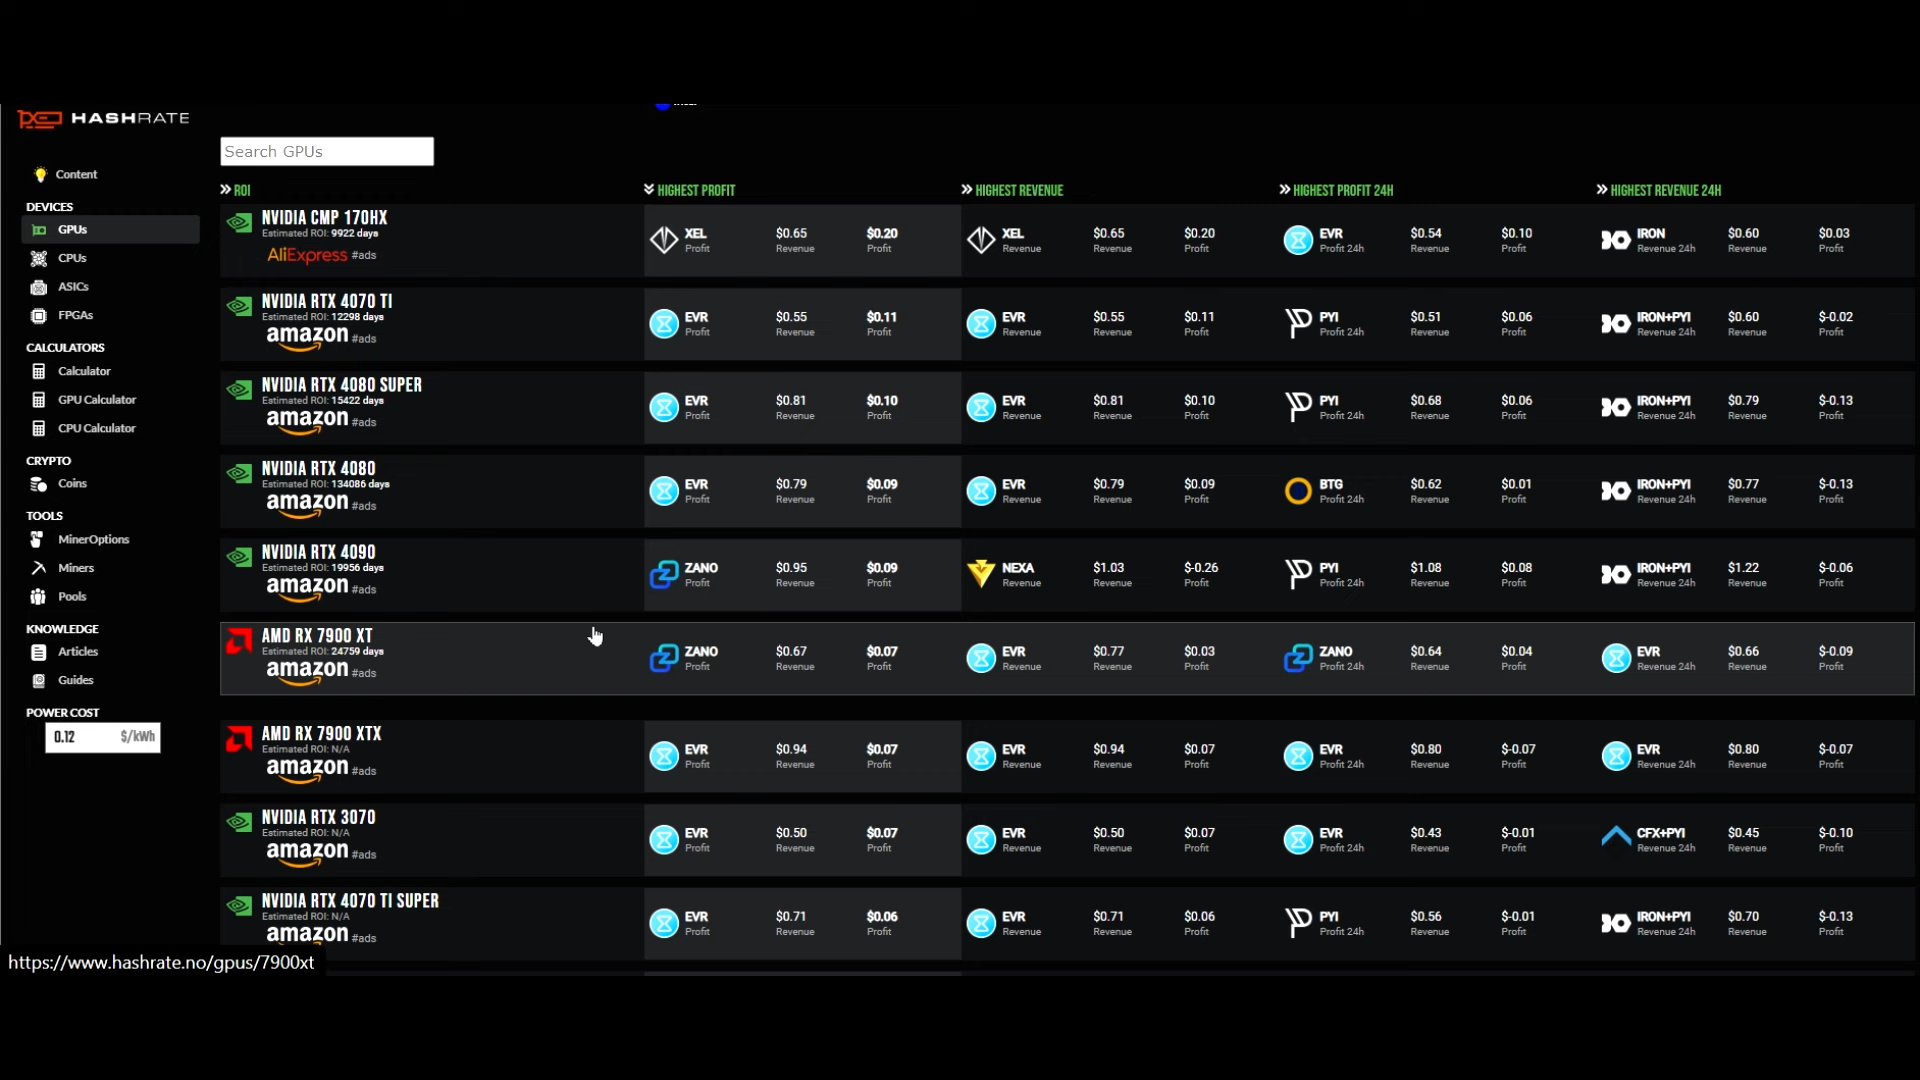 HASHRATE
Search GPUs
Content
DEVICES
GPUs
CPUs
ASICs
FPGAs
CALCULATORS
Calculator
GPU Calculator
CPU Calculator
CRYPTO
Coins
TOOLS
MinerOptions
Miners
Pools
KNOWLEDGE
Articles
Guides
POWER COST
0.12 $/kWh
ROI HIGHEST PROFIT HIGHEST REVENUE HIGHEST PROFIT 24H HIGHEST REVENUE 24H
NVIDIA CMP 170HX
Estimated ROI: 9922 days
AliExpress #ads
XEL $0.65 $0.20 XEL $0.65 $0.20 EVR $0.54 $0.10 IRON $0.60 $0.03
Profit Revenue Profit Revenue Revenue Profit Profit 24h Revenue Profit Revenue 24h Revenue Profit
NVIDIA RTX 4070 TI
Estimated ROI: 12298 days
amazon #ads
EVR $0.55 $0.11 EVR $0.55 $0.11 PYI $0.51 $0.06 IRON+PYI $0.60 $-0.02
Profit Revenue Profit Revenue Revenue Profit Profit 24h Revenue Profit Revenue 24h Revenue Profit
NVIDIA RTX 4080 SUPER
Estimated ROI: 15422 days
amazon #ads
EVR $0.81 $0.10 EVR $0.81 $0.10 PYI $0.68 $0.06 IRON+PYI $0.79 $-0.13
Profit Revenue Profit Revenue Revenue Profit Profit 24h Revenue Profit Revenue 24h Revenue Profit
NVIDIA RTX 4080
Estimated ROI: 134086 days
amazon #ads
EVR $0.79 $0.09 EVR $0.79 $0.09 BTG $0.62 $0.01 IRON+PYI $0.77 $-0.13
Profit Revenue Profit Revenue Revenue Profit Profit 24h Revenue Profit Revenue 24h Revenue Profit
NVIDIA RTX 4090
Estimated ROI: 19956 days
amazon #ads
ZANO $0.95 $0.09 NEXA $1.03 $-0.26 PYI $1.08 $0.08 IRON+PYI $1.22 $-0.06
Profit Revenue Profit Revenue Revenue Profit Profit 24h Revenue Profit Revenue 24h Revenue Profit
AMD RX 7900 XT
Estimated ROI: 24759 days
amazon #ads
ZANO $0.67 $0.07 EVR $0.77 $0.03 ZANO $0.64 $0.04 EVR $0.66 $-0.09
Profit Revenue Profit Revenue Revenue Profit Profit 24h Revenue Profit Revenue 24h Revenue Profit
AMD RX 7900 XTX
Estimated ROI: N/A
amazon #ads
EVR $0.94 $0.07 EVR $0.94 $0.07 EVR $0.80 $-0.07 EVR $0.80 $-0.07
Profit Revenue Profit Revenue Revenue Profit Profit 24h Revenue Profit Revenue 24h Revenue Profit
NVIDIA RTX 3070
Estimated ROI: N/A
amazon #ads
EVR $0.50 $0.07 EVR $0.50 $0.07 EVR $0.43 $-0.01 CFX+PYI $0.45 $-0.10
Profit Revenue Profit Revenue Revenue Profit Profit 24h Revenue Profit Revenue 24h Revenue Profit
NVIDIA RTX 4070 TI SUPER
Estimated ROI: N/A
amazon #ads
EVR $0.71 $0.06 EVR $0.71 $0.06 PYI $0.56 $-0.01 IRON+PYI $0.70 $-0.13
Profit Revenue Profit Revenue Revenue Profit Profit 24h Revenue Profit Revenue 24h Revenue Profit
https://www.hashrate.no/gpus/7900xt